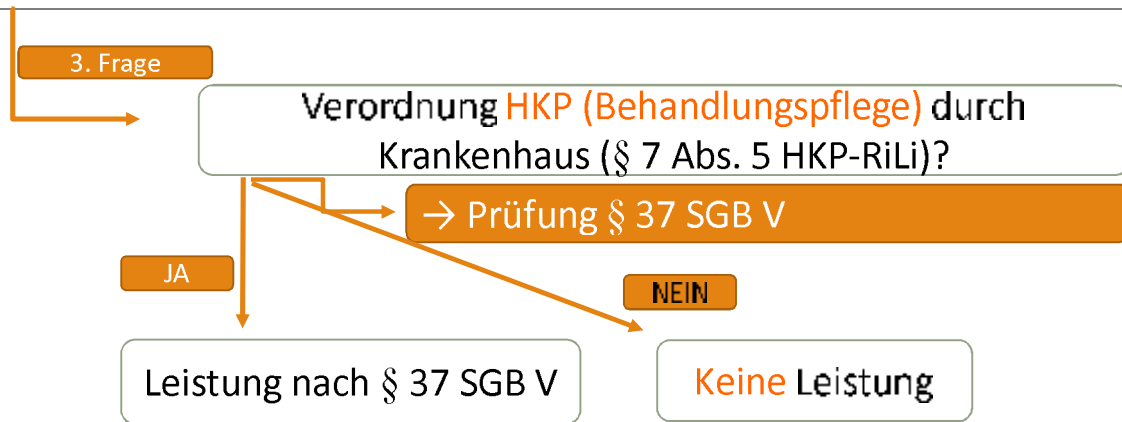 3. Frage
Verordnung HKP (Behandlungspflege) durch
Krankenhaus (§ 7 Abs. 5 HKP-RiLi)?
→ Prüfung § 37 SGB V
JA
NEIN
Leistung nach § 37 SGB V
Keine Leistung